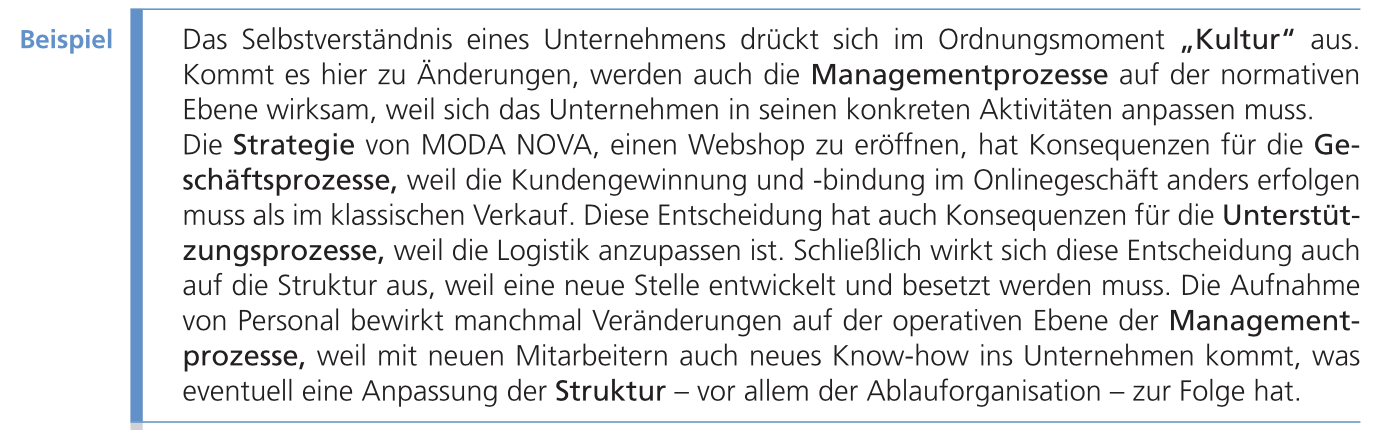 Beispiel
Das Selbstverständnis eines Unternehmens drückt sich im Ordnungsmoment „Kultur“ aus.
Kommt es hier zu Änderungen, werden auch die Managementprozesse auf der normativen
Ebene wirksam, weil sich das Unternehmen in seinen konkreten Aktivitäten anpassen muss.
Die Strategie von MODA NOVA, einen Webshop zu eröffnen, hat Konsequenzen für die Ge-
schäftsprozesse, weil die Kundengewinnung und -bindung im Onlinegeschäft anders erfolgen
muss als im klassischen Verkauf. Diese Entscheidung hat auch Konsequenzen für die Unterstüt-
zungsprozesse, weil die Logistik anzupassen ist. Schließlich wirkt sich diese Entscheidung auch
auf die Struktur aus, weil eine neue Stelle entwickelt und besetzt werden muss. Die Aufnahme
von Personal bewirkt manchmal Veränderungen auf der operativen Ebene der Management-
prozesse, weil mit neuen Mitarbeitern auch neues Know-how ins Unternehmen kommt, was
eventuell eine Anpassung der Struktur – vor allem der Ablauforganisation – zur Folge hat.